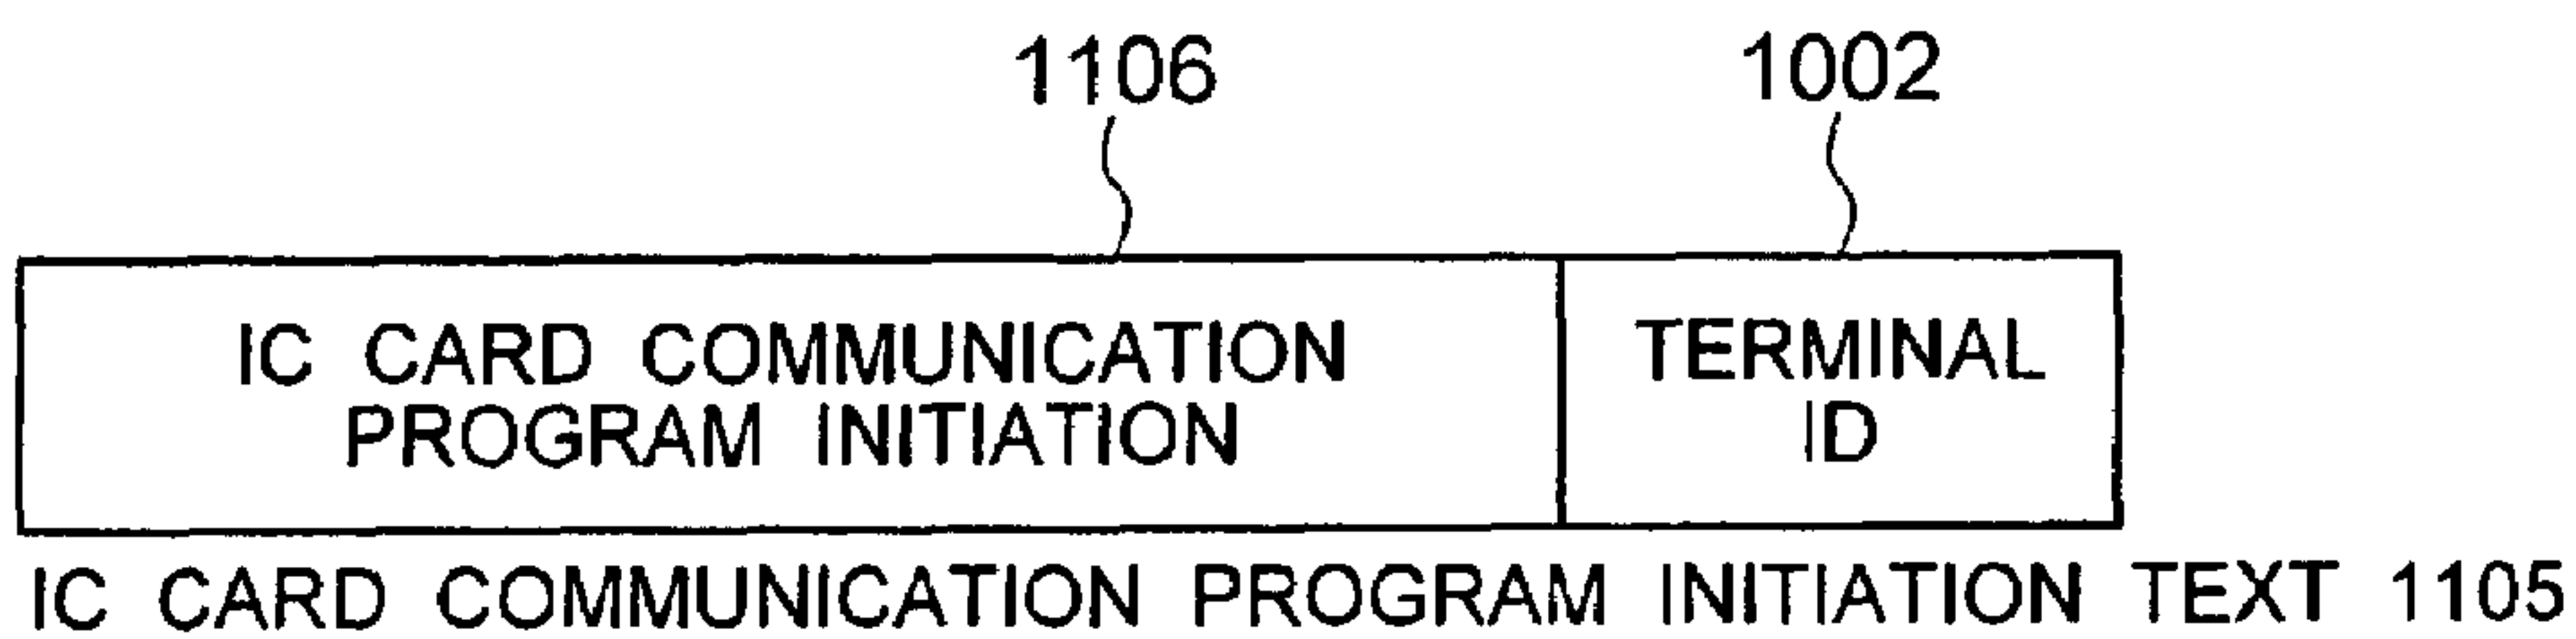 1106
1002
IC CARD COMMUNICATION
PROGRAM INITIATION
TERMINAL
ID
IC CARD COMMUNICATION PROGRAM INITIATION TEXT 1105